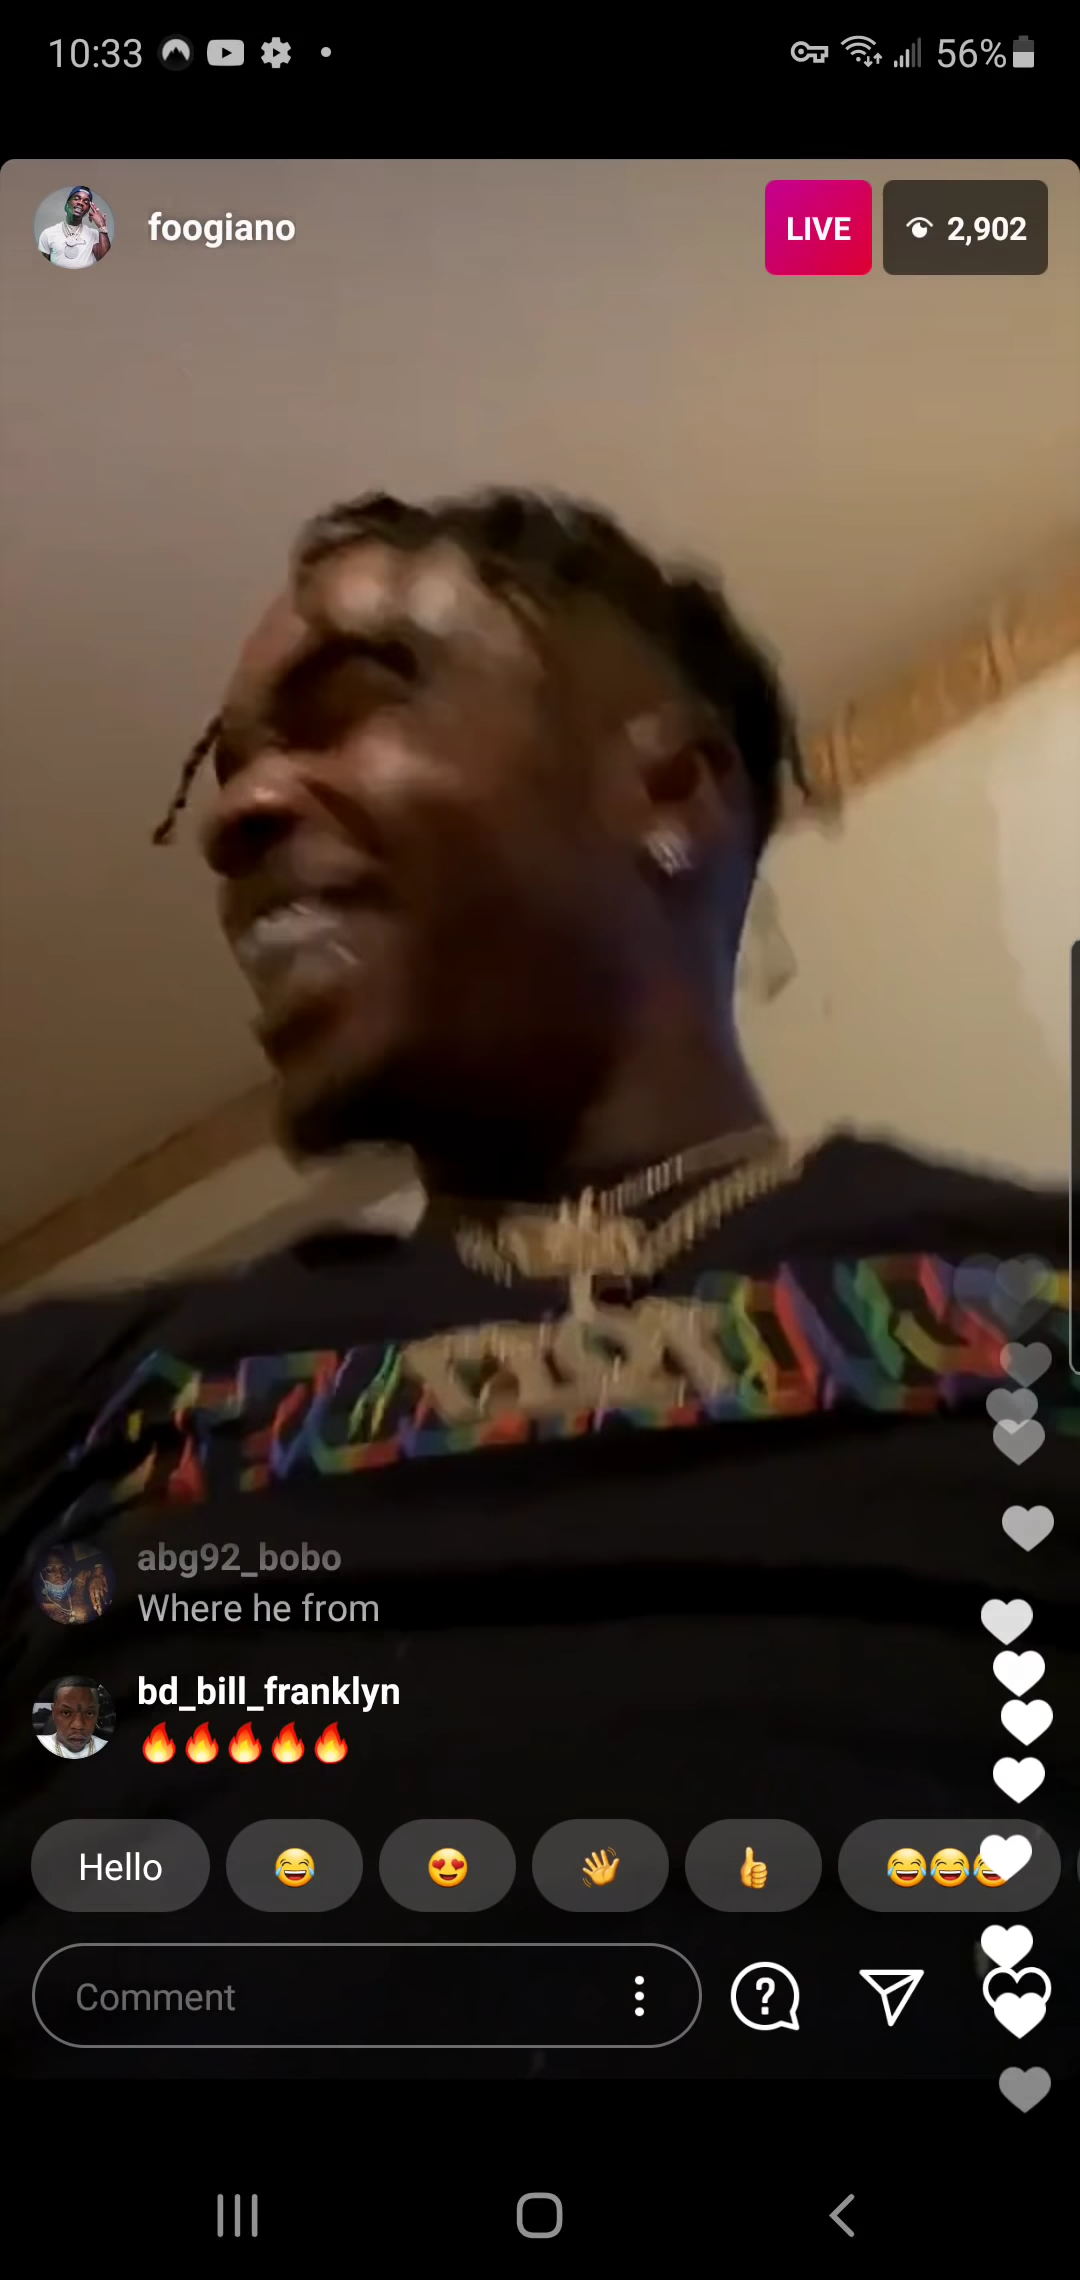 10:33
56%
foogiano
LIVE
2,902
abg92_bobo
Where he from
bd_bill_franklyn
🔥🔥🔥🔥🔥
Hello
😂
😍
👋
👍
😂😂😂
Comment